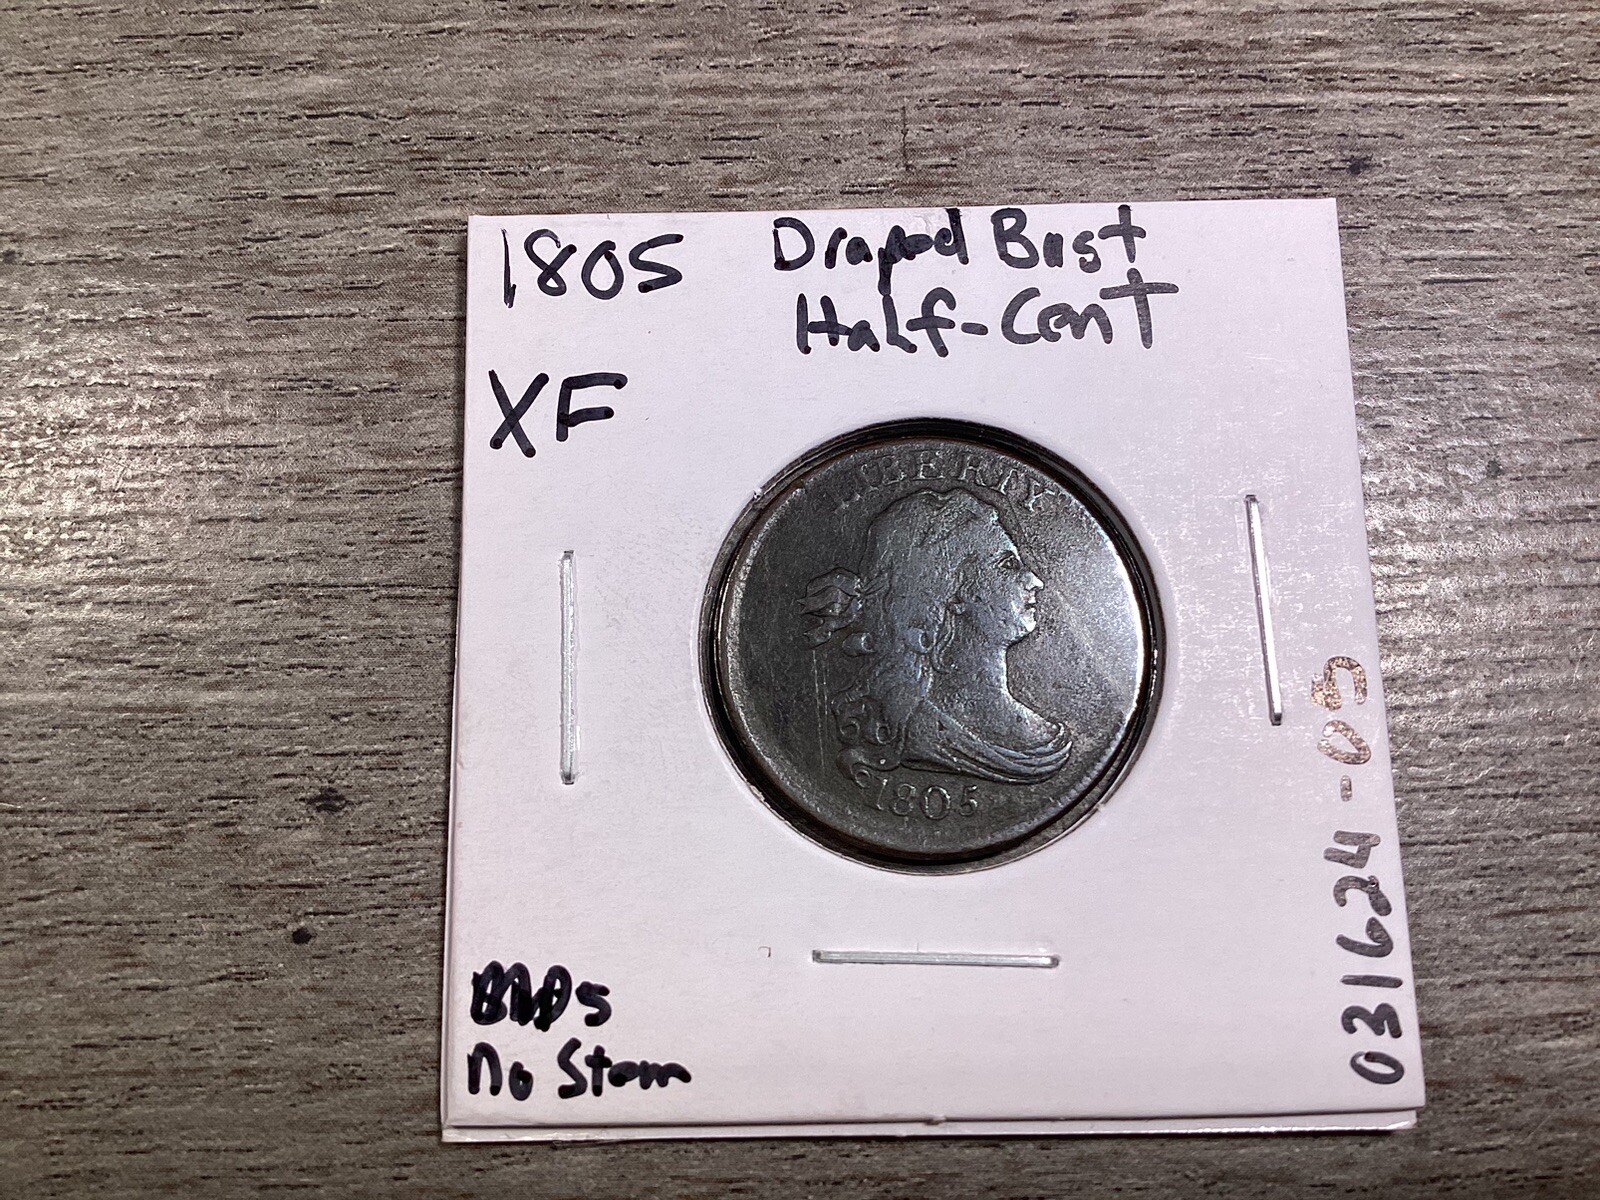 1805
Draped Bust
Half-Cent
XF
LIBERTY
1805
No Stem
031624-05